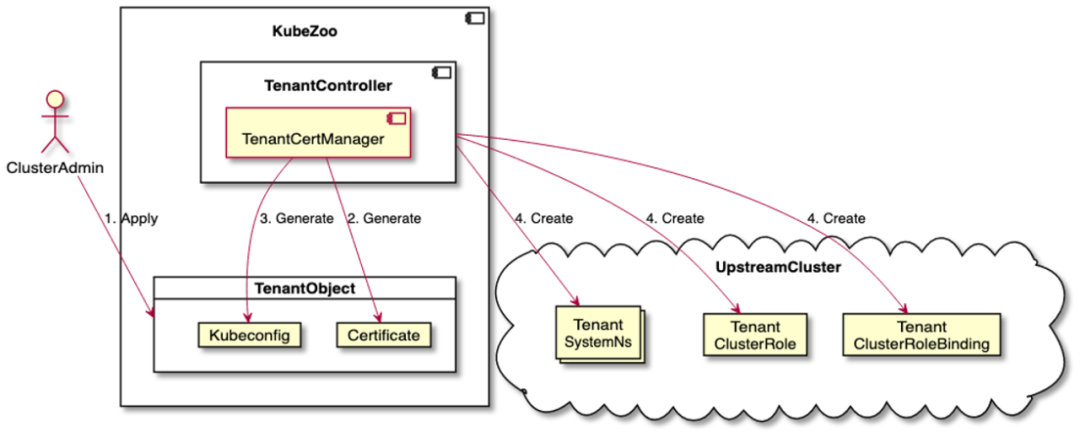 KubeZoo
TenantController
TenantCertManager
ClusterAdmin
1. Apply
3. Generate
2. Generate
4. Create
4. Create
4. Create
UpstreamCluster
TenantObject
Kubeconfig
Certificate
Tenant
SystemNs
Tenant
ClusterRole
Tenant
ClusterRoleBinding